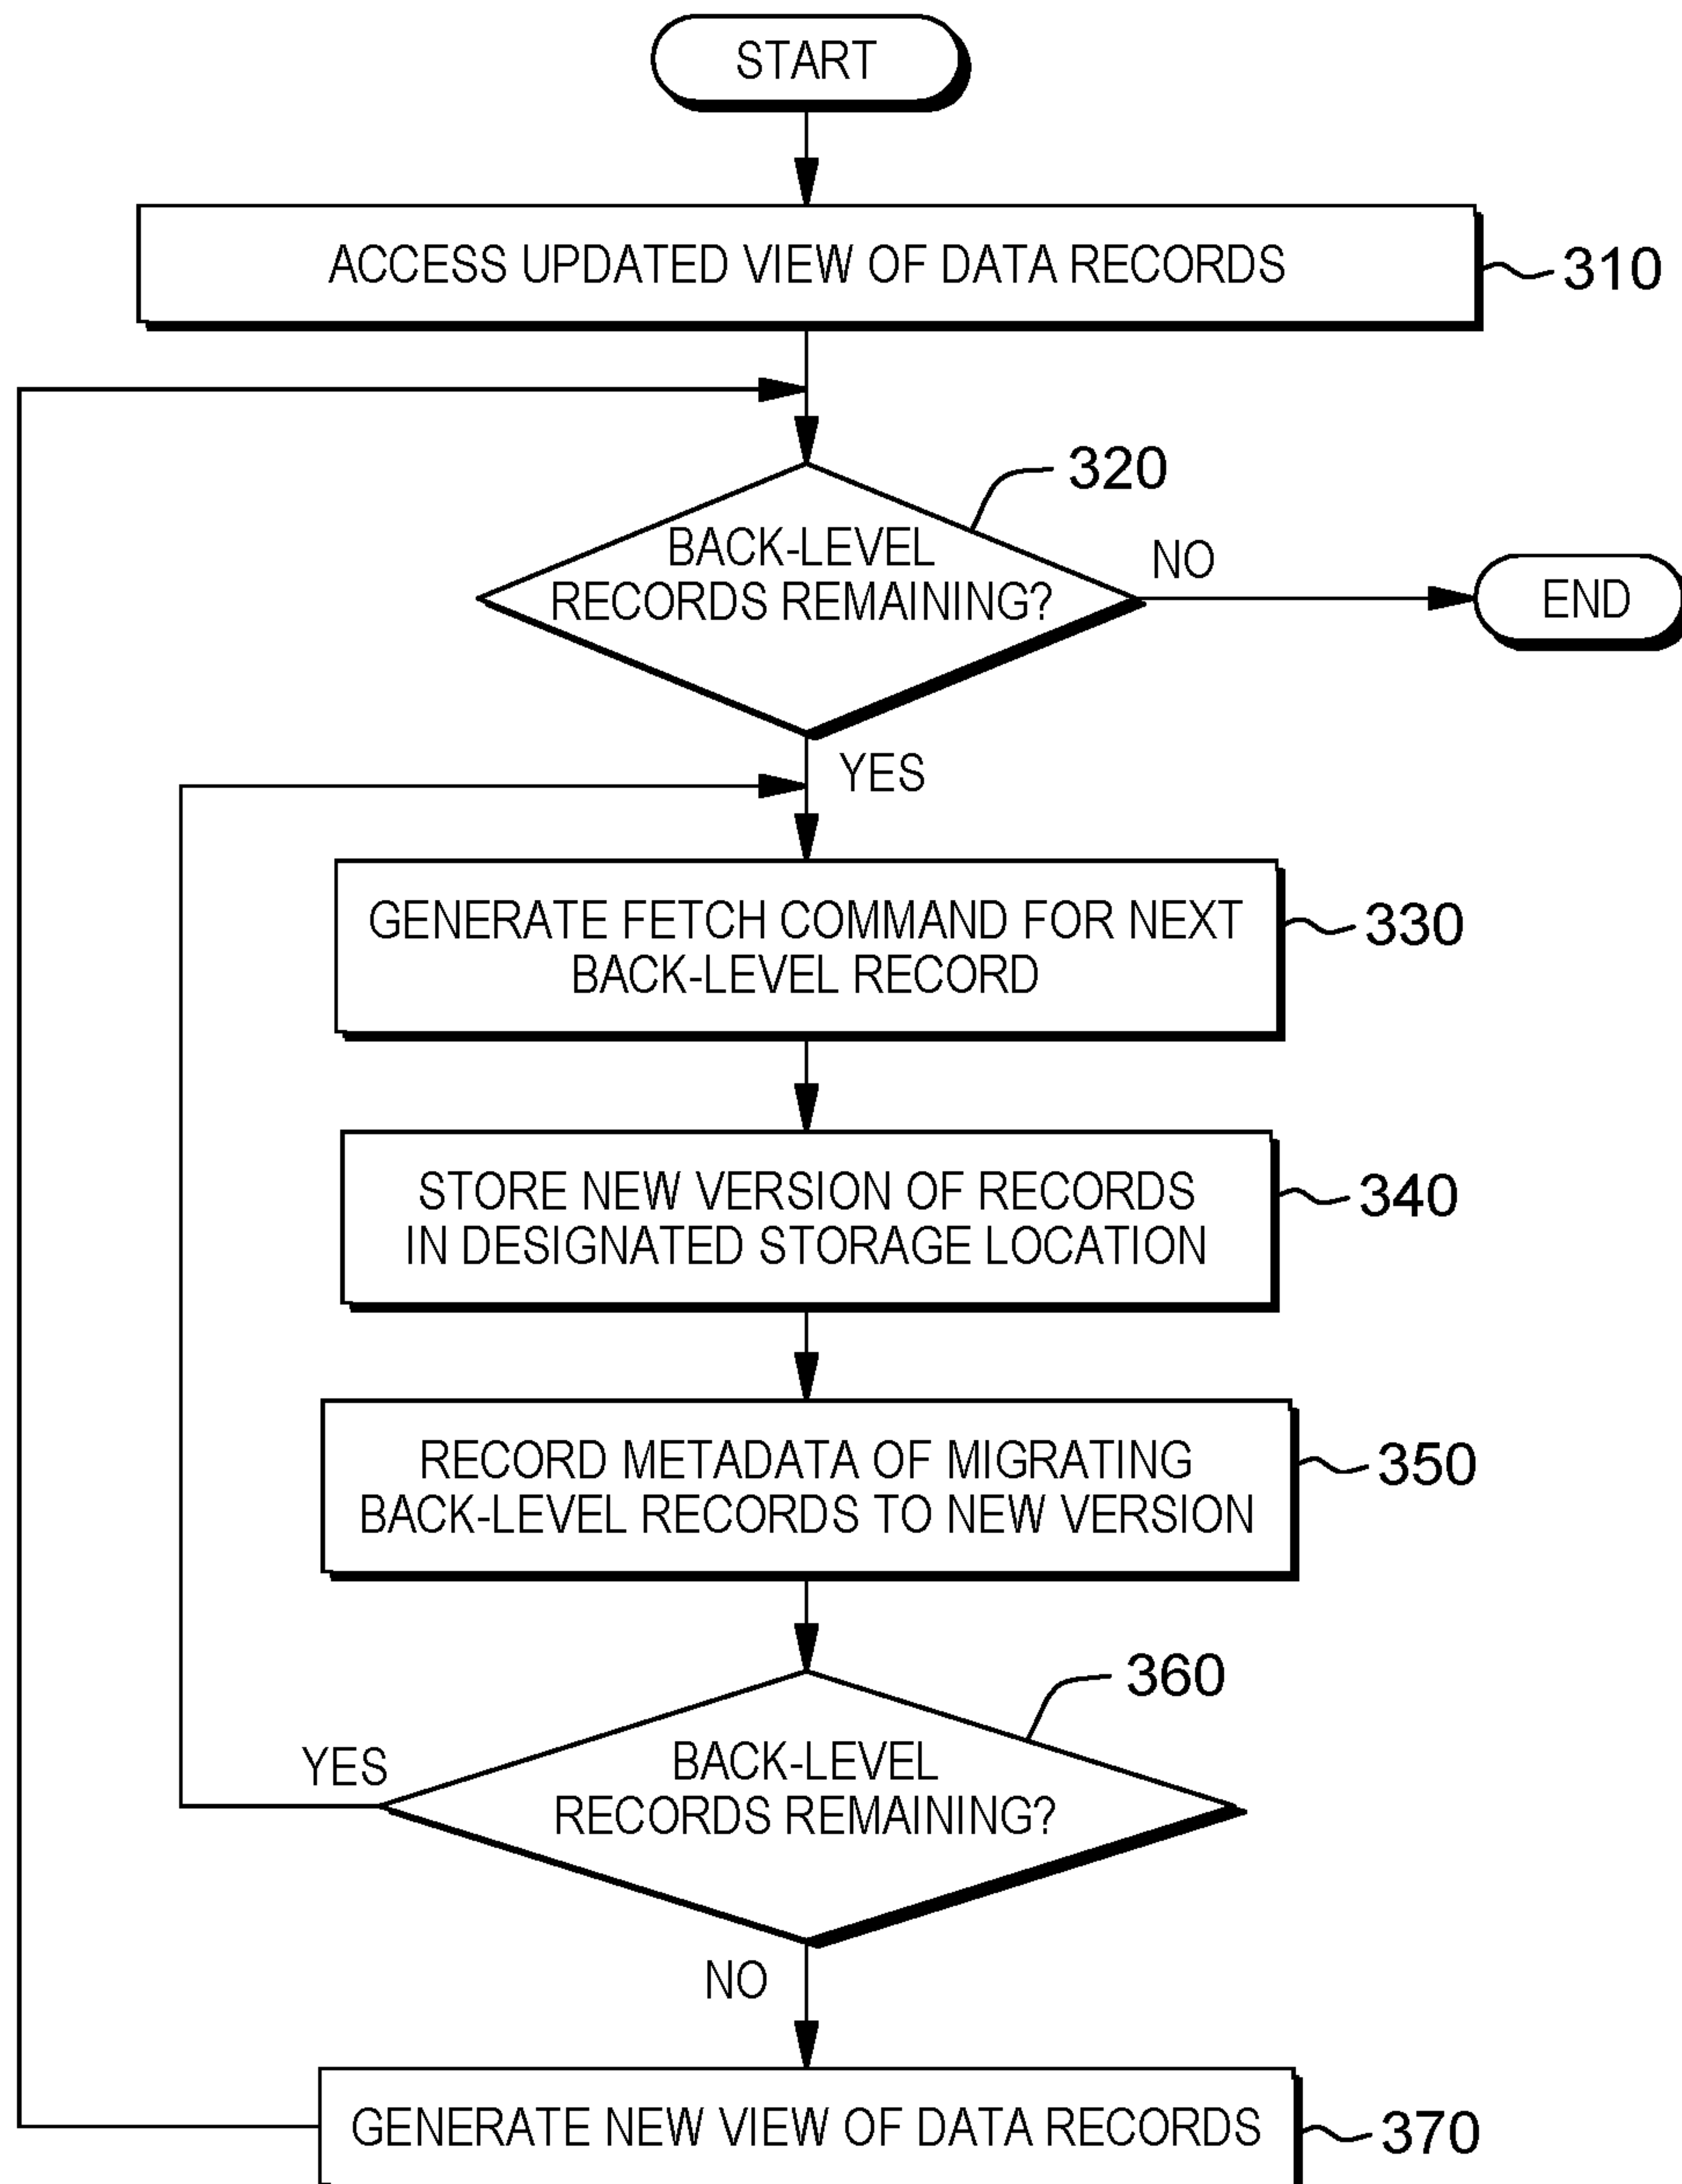 START
ACCESS UPDATED VIEW OF DATA RECORDS
310
320
BACK-LEVEL
RECORDS REMAINING?
NO
END
YES
GENERATE FETCH COMMAND FOR NEXT
BACK-LEVEL RECORD
330
STORE NEW VERSION OF RECORDS
IN DESIGNATED STORAGE LOCATION
340
RECORD METADATA OF MIGRATING
BACK-LEVEL RECORDS TO NEW VERSION
350
360
YES
BACK-LEVEL
RECORDS REMAINING?
NO
GENERATE NEW VIEW OF DATA RECORDS
370